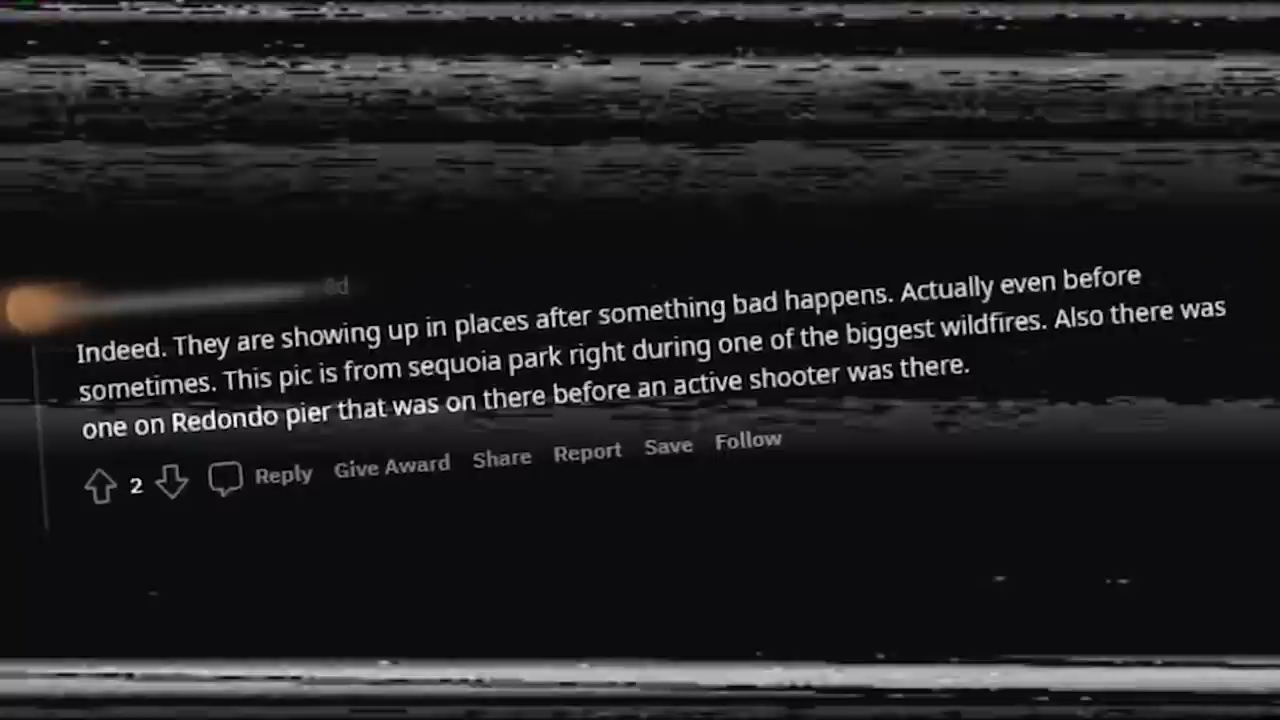 8d
Indeed. They are showing up in places after something bad happens. Actually even before
sometimes. This pic is from sequoia park right during one of the biggest wildfires. Also there was
one on Redondo pier that was on there before an active shooter was there.
2 Reply Give Award Share Report Save Follow